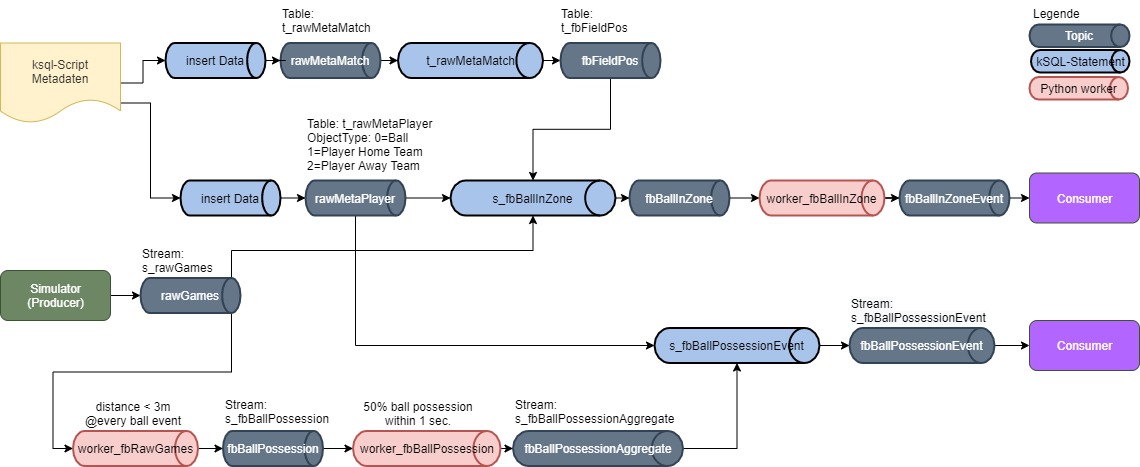 Table:
t_rawMetaMatch
Table:
t_fbFieldPos
Legende
Topic
kSQL-Statement
Python worker
ksql-Script
Metadaten
insert Data
rawMetaMatch
t_rawMetaMatch
fbFieldPos
Table: t_rawMetaPlayer
ObjectType: 0=Ball
1=Player Home Team
2=Player Away Team
insert Data
rawMetaPlayer
s_fbBallInZone
fbBallInZone
worker_fbBallInZone
fbBallInZoneEvent
Consumer
Stream:
s_rawGames
Simulator
(Producer)
rawGames
Stream:
s_fbBallPossessionEvent
s_fbBallPossessionEvent
fbBallPossessionEvent
Consumer
distance < 3m
@every ball event
Stream:
s_fbBallPossession
50% ball possession
within 1 sec.
Stream:
s_fbBallPossessionAggregate
worker_fbRawGames
fbBallPossession
worker_fbBallPossession
fbBallPossessionAggregate